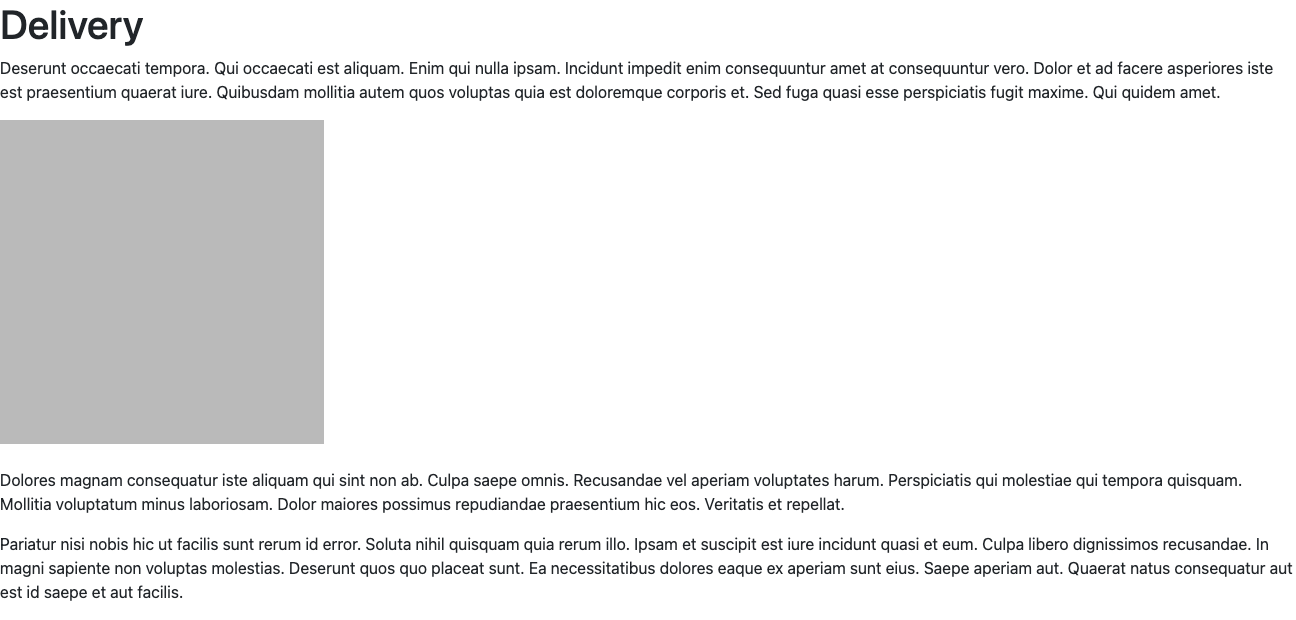 Delivery
Deserunt occaecati tempora. Qui occaecati est aliquam. Enim qui nulla ipsam. Incidunt impedit enim consequuntur amet at consequuntur vero. Dolor et ad facere asperiores iste
est praesentium quaerat iure. Quibusdam mollitia autem quos voluptas quia est doloremque corporis et. Sed fuga quasi esse perspiciatis fugit maxime. Qui quidem amet.
Dolores magnam consequatur iste aliquam qui sint non ab. Culpa saepe omnis. Recusandae vel aperiam voluptates harum. Perspiciatis qui molestiae qui tempora quisquam.
Mollitia voluptatum minus laboriosam. Dolor maiores possimus repudiandae praesentium hic eos. Veritatis et repellat.
Pariatur nisi nobis hic ut facilis sunt rerum id error. Soluta nihil quisquam quia rerum illo. Ipsam et suscipit est iure incidunt quasi et eum. Culpa libero dignissimos recusandae. In
magni sapiente non voluptas molestias. Deserunt quos quo placeat sunt. Ea necessitatibus dolores eaque ex aperiam sunt eius. Saepe aperiam aut. Quaerat natus consequatur aut
est id saepe et aut facilis.